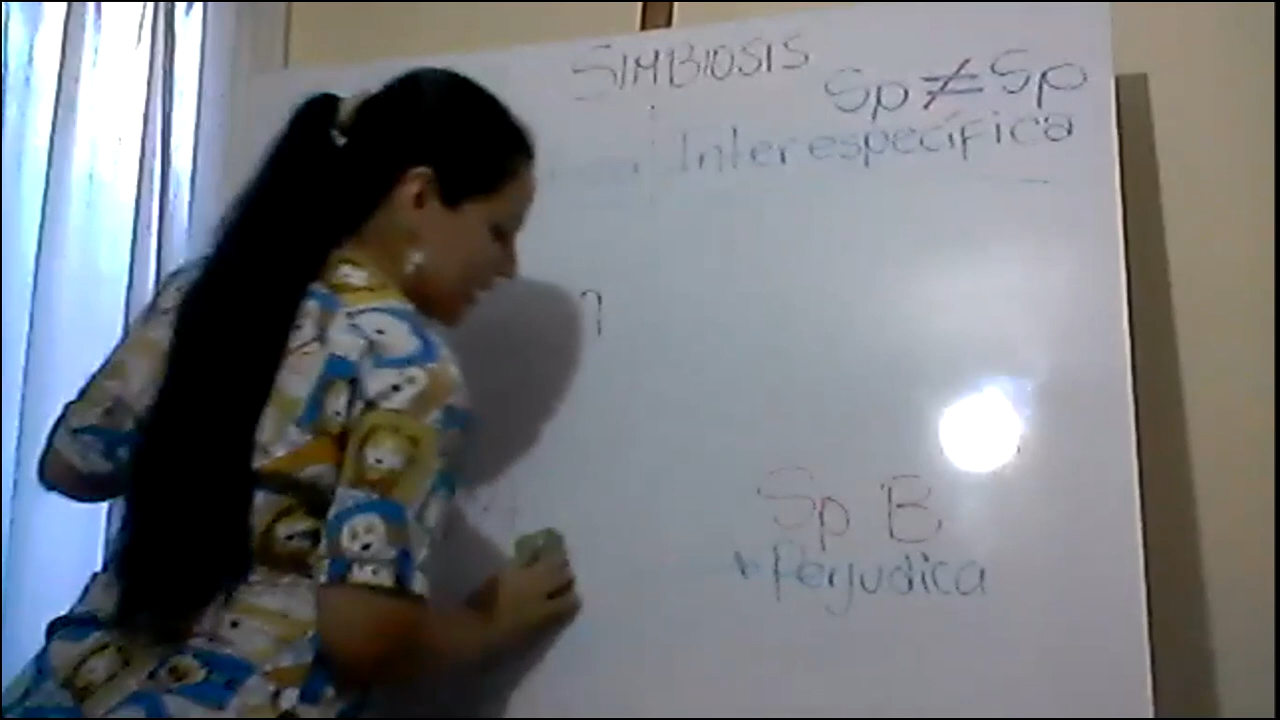 SIMBIOSIS
Sp ≠ Sp
Interespecífica
Sp B
Perjudica